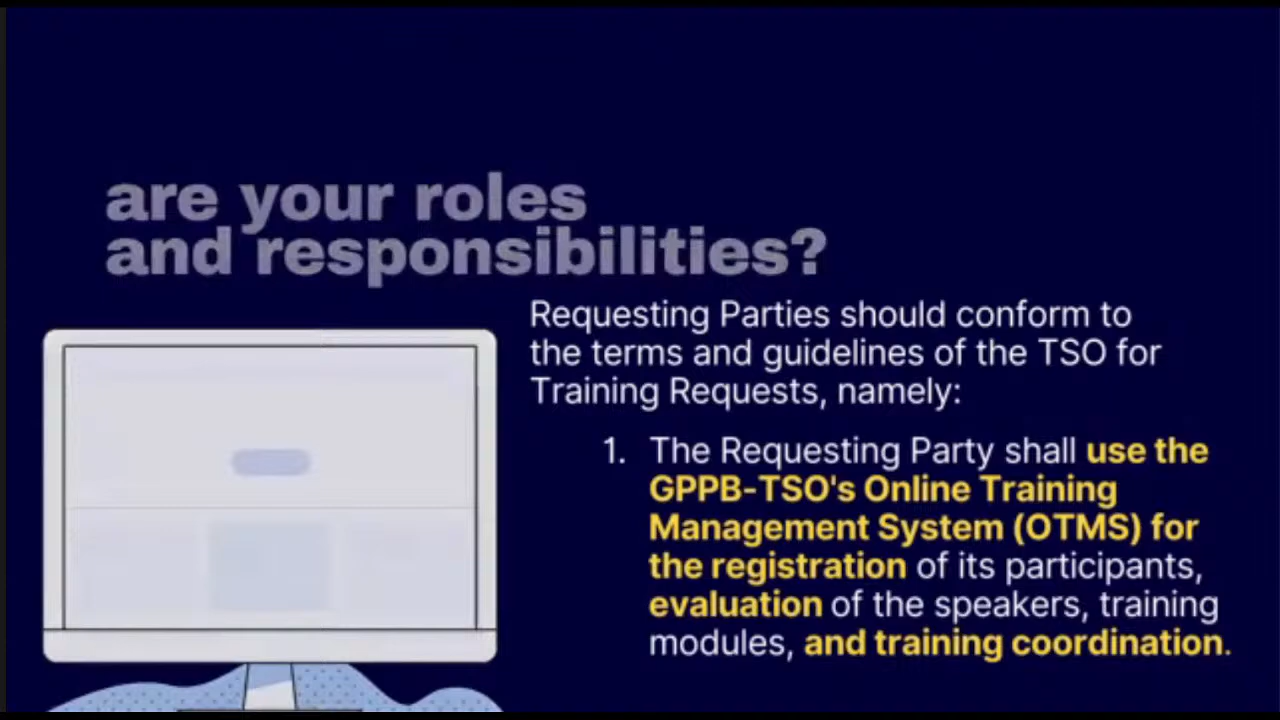 are your roles
and responsibilities?
Requesting Parties should conform to
the terms and guidelines of the TSO for
Training Requests, namely:
1. The Requesting Party shall use the
GPPB-TSO's Online Training
Management System (OTMS) for
the registration of its participants,
evaluation of the speakers, training
modules, and training coordination.